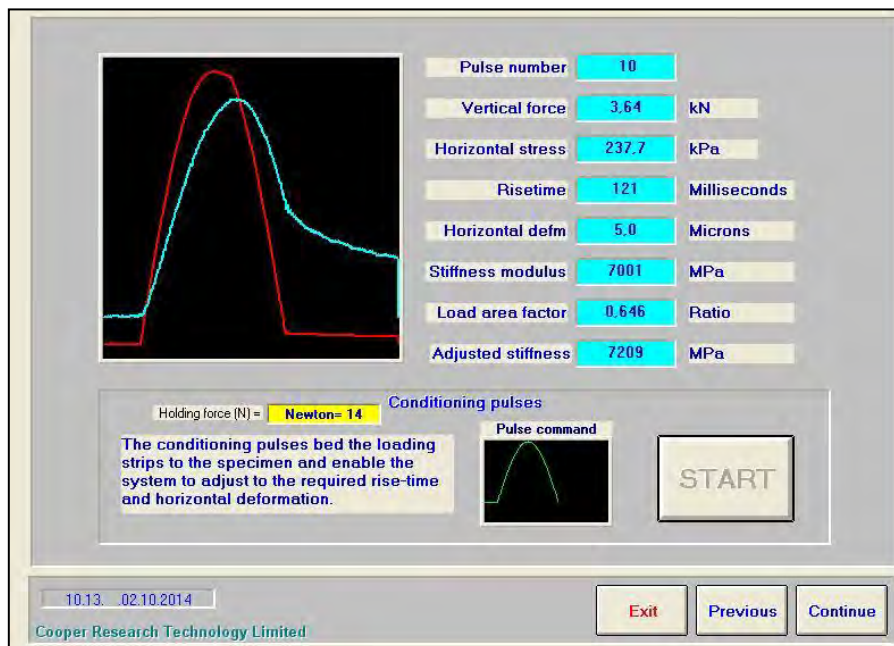 Pulse number 10
Vertical force 3,64 kN
Horizontal stress 237,7 kPa
Risetime 121 Milliseconds
Horizontal defm 5,0 Microns
Stiffness modulus 7001 MPa
Load area factor 0,646 Ratio
Adjusted stiffness 7209 MPa
Conditioning pulses
Holding force (N) = Newton= 14
The conditioning pulses bed the loading
strips to the specimen and enable the
system to adjust to the required rise-time
and horizontal deformation.
Pulse command
START
10.13. .02.10.2014
Cooper Research Technology Limited
Exit Previous Continue